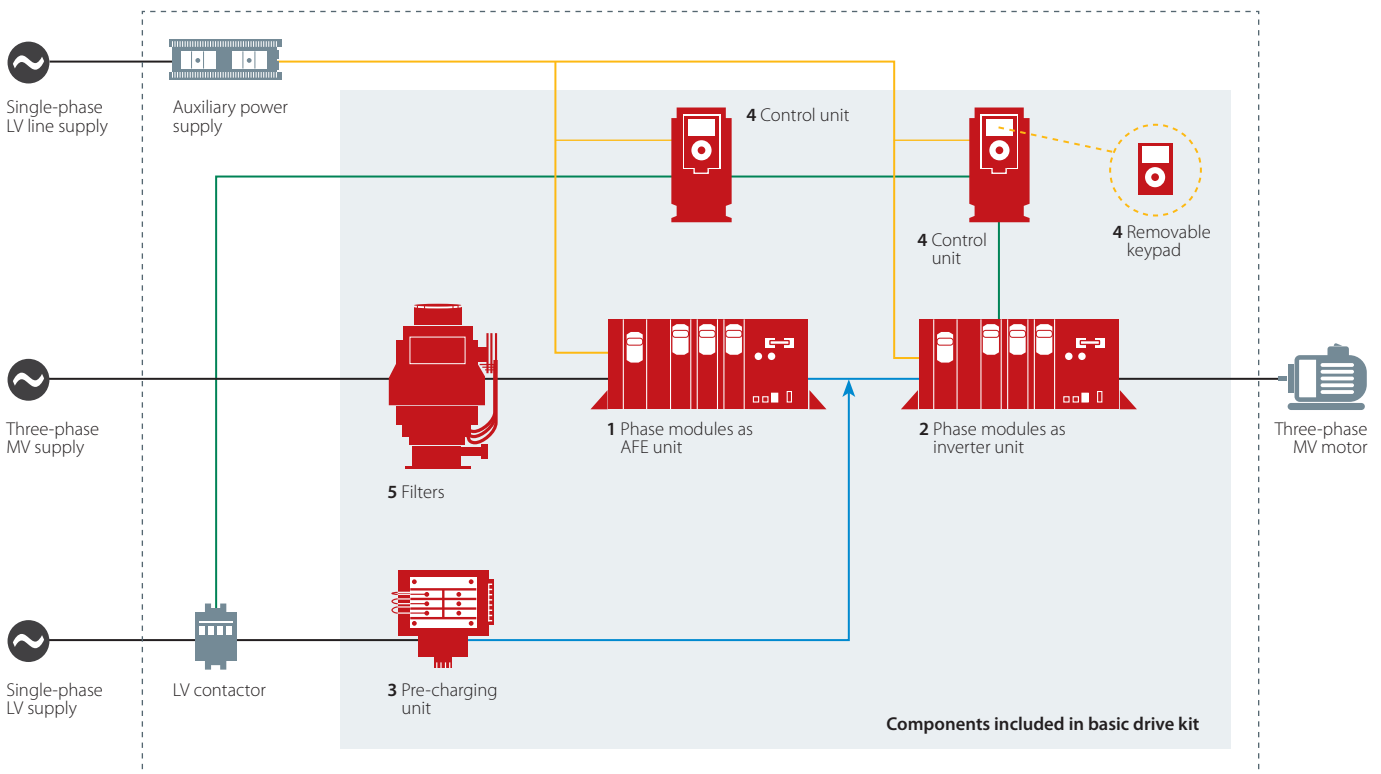 Single-phase
LV line supply
Auxiliary power
supply
4 Control unit
4 Control
unit
4 Removable
keypad
Three-phase
MV supply
5 Filters
1 Phase modules as
AFE unit
2 Phase modules as
inverter unit
Three-phase
MV motor
Single-phase
LV supply
LV contactor
3 Pre-charging
unit
Components included in basic drive kit